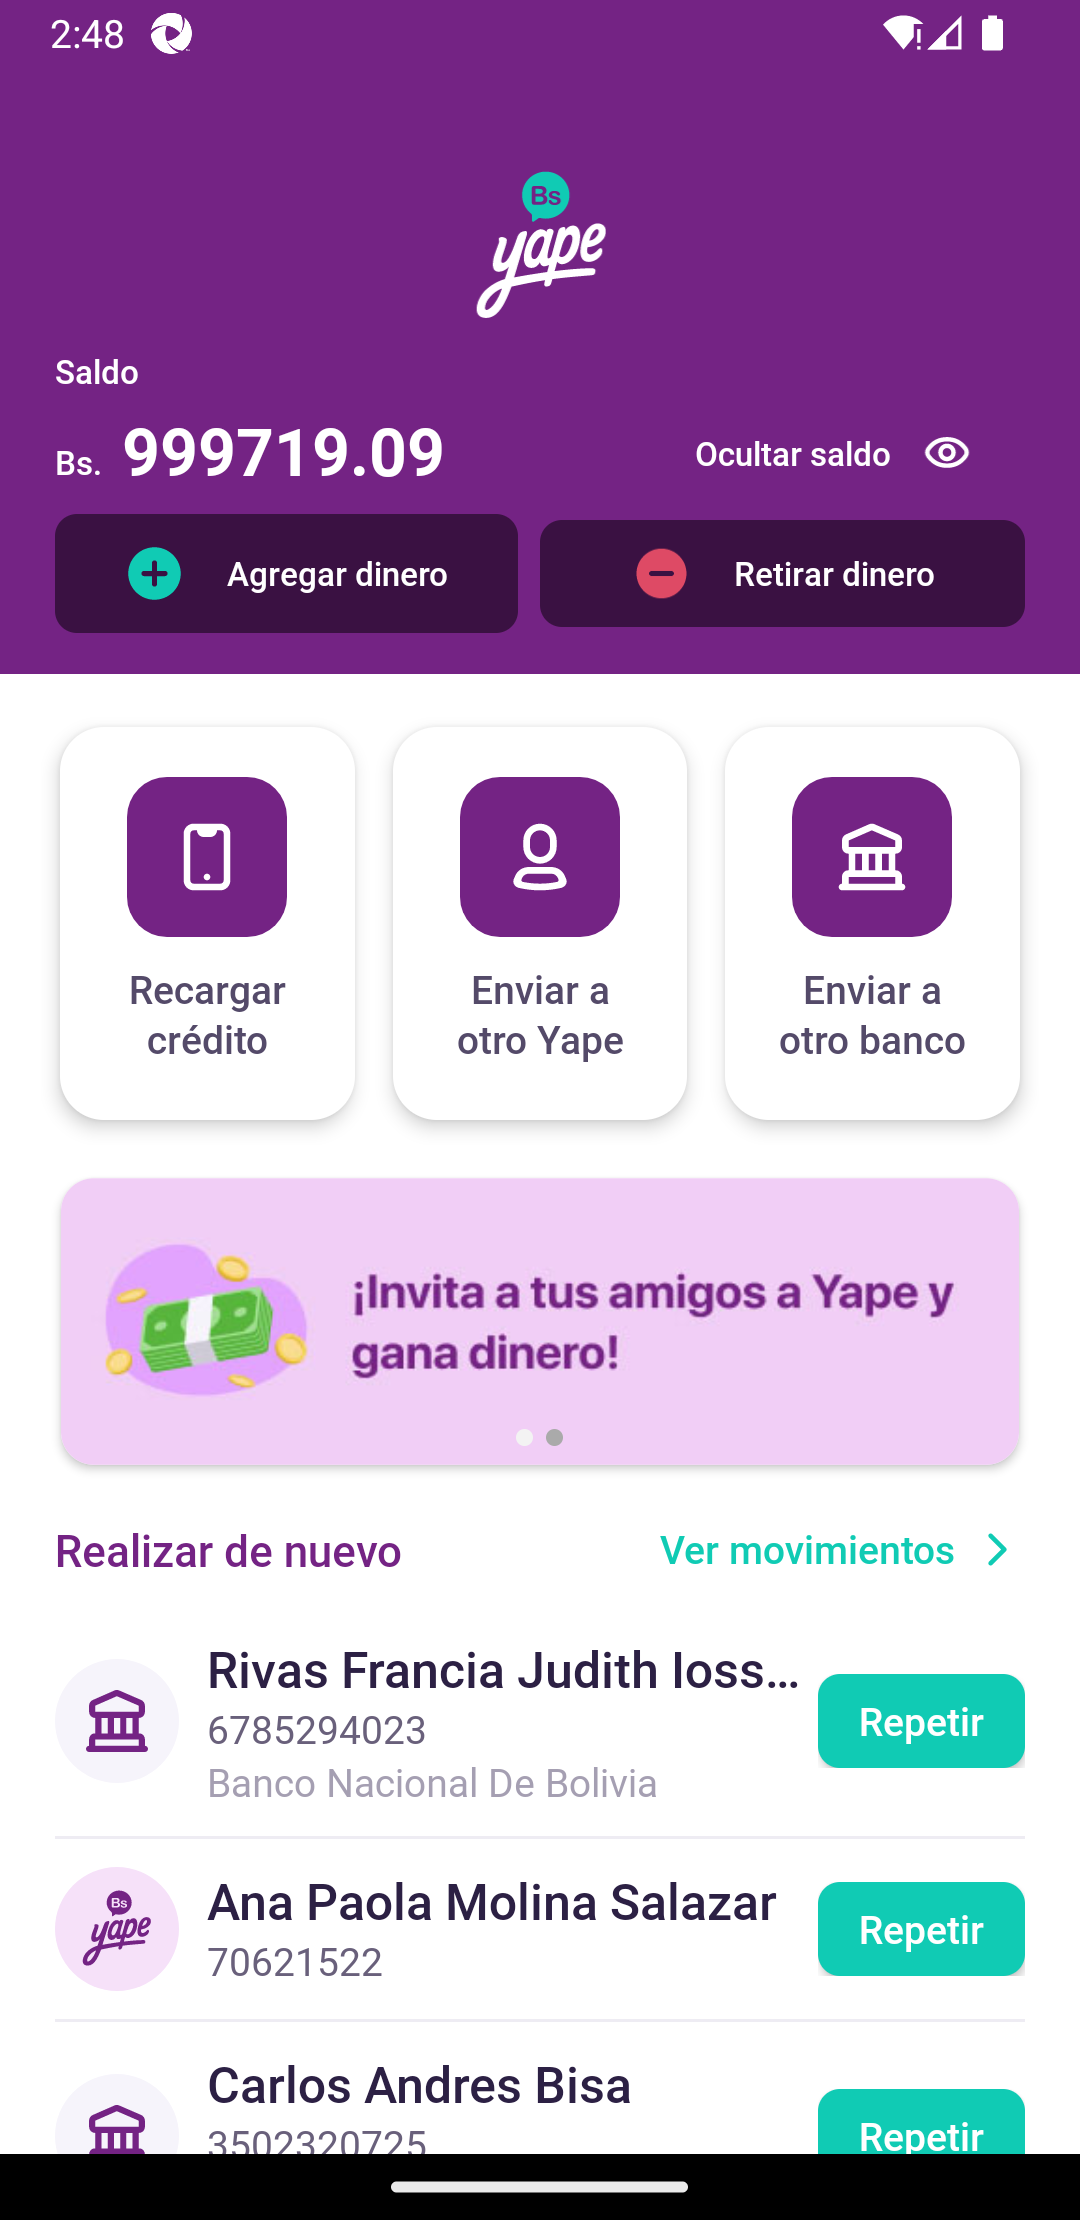 2:48
Bs
yape
Saldo
Bs. 999719.09
Ocultar saldo
Agregar dinero
Retirar dinero
Recargar
crédito
Enviar a
otro Yape
Enviar a
otro banco
¡Invita a tus amigos a Yape y
gana dinero!
Realizar de nuevo
Ver movimientos
Rivas Francia Judith Ioss...
6785294023
Banco Nacional De Bolivia
Repetir
Bs
yape
Ana Paola Molina Salazar
70621522
Repetir
Carlos Andres Bisa
3502320725
Repetir